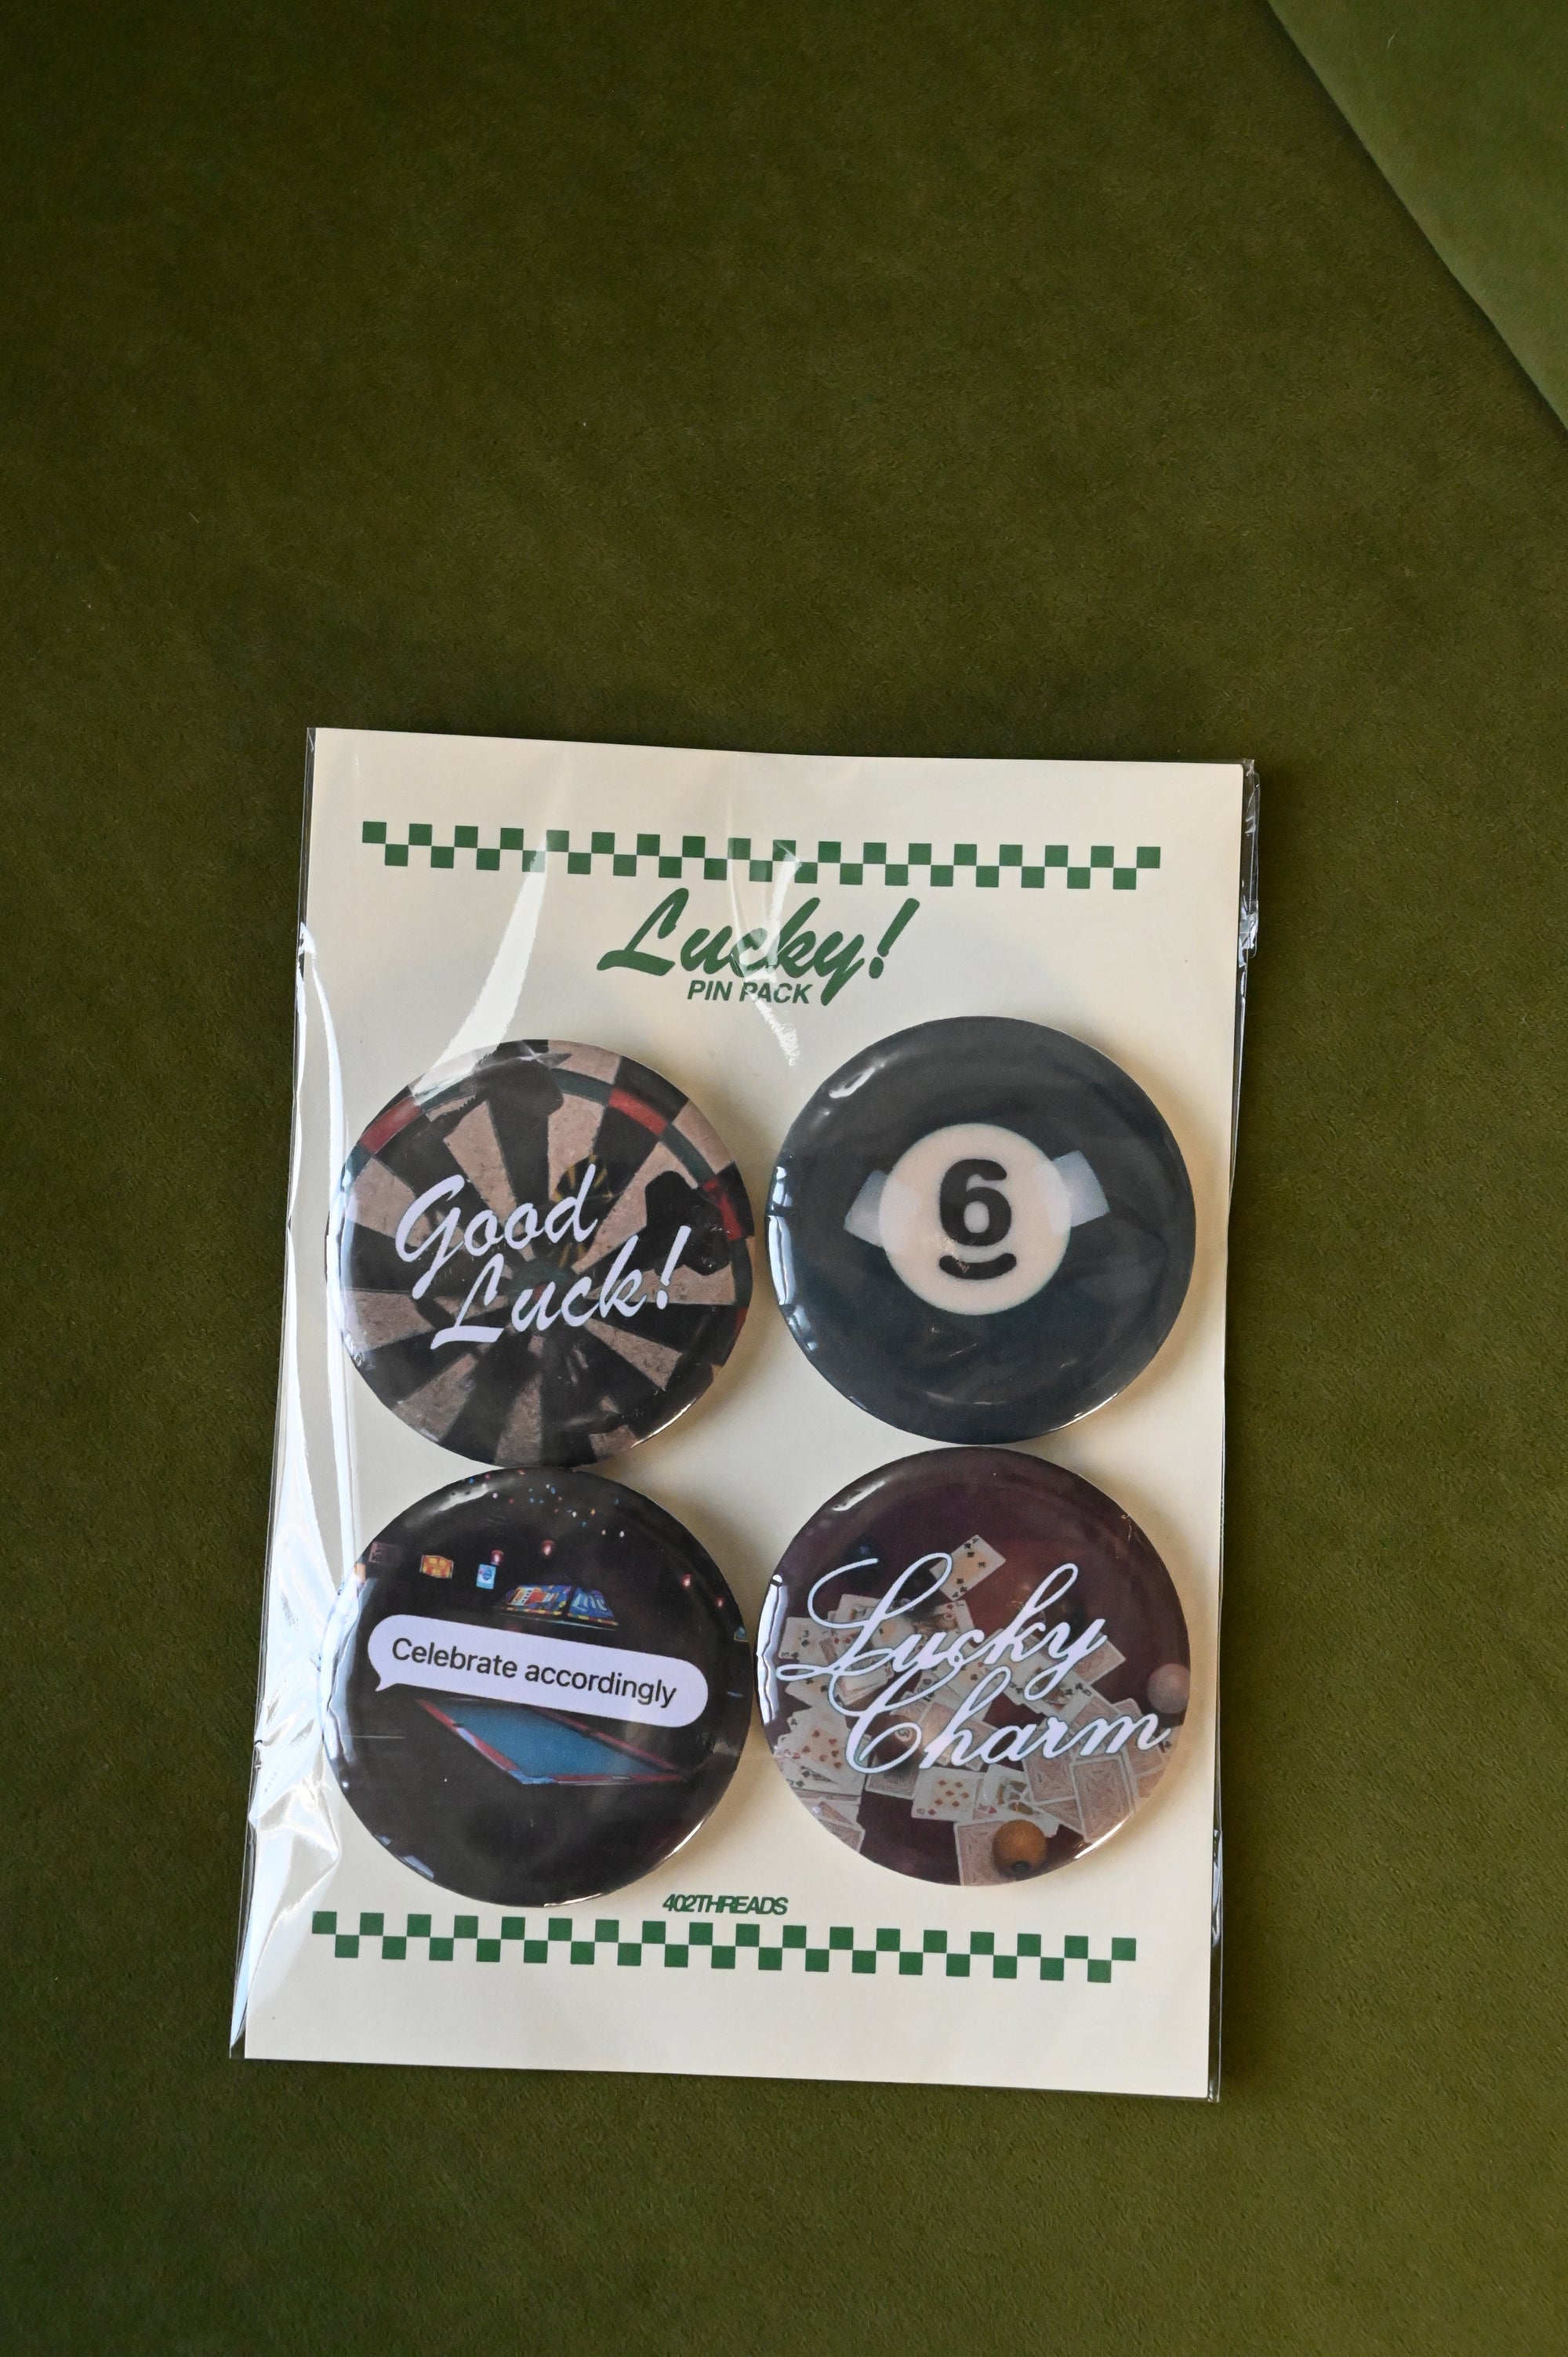 Lucky!
PIN PACK
Good
Luck!
6
Celebrate accordingly
Lucky
Charm
402THREADS